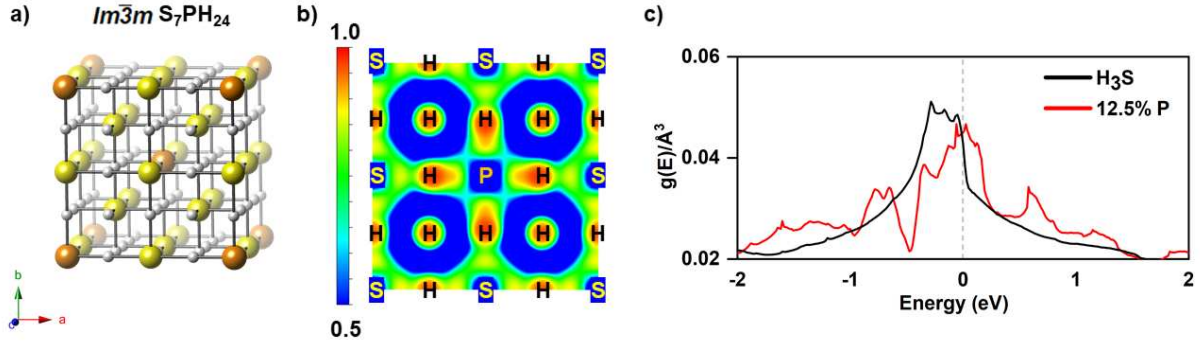 a)
Im3̅m S₇PH₂₄
b
a
c
b)
1.0
0.5
S H S H S
H H H H H
S H P H S
H H H H H
S H S H S
c)
g(E)/Å³
0.06
0.04
0.02
H₃S
12.5% P
-2 -1 0 1 2
Energy (eV)